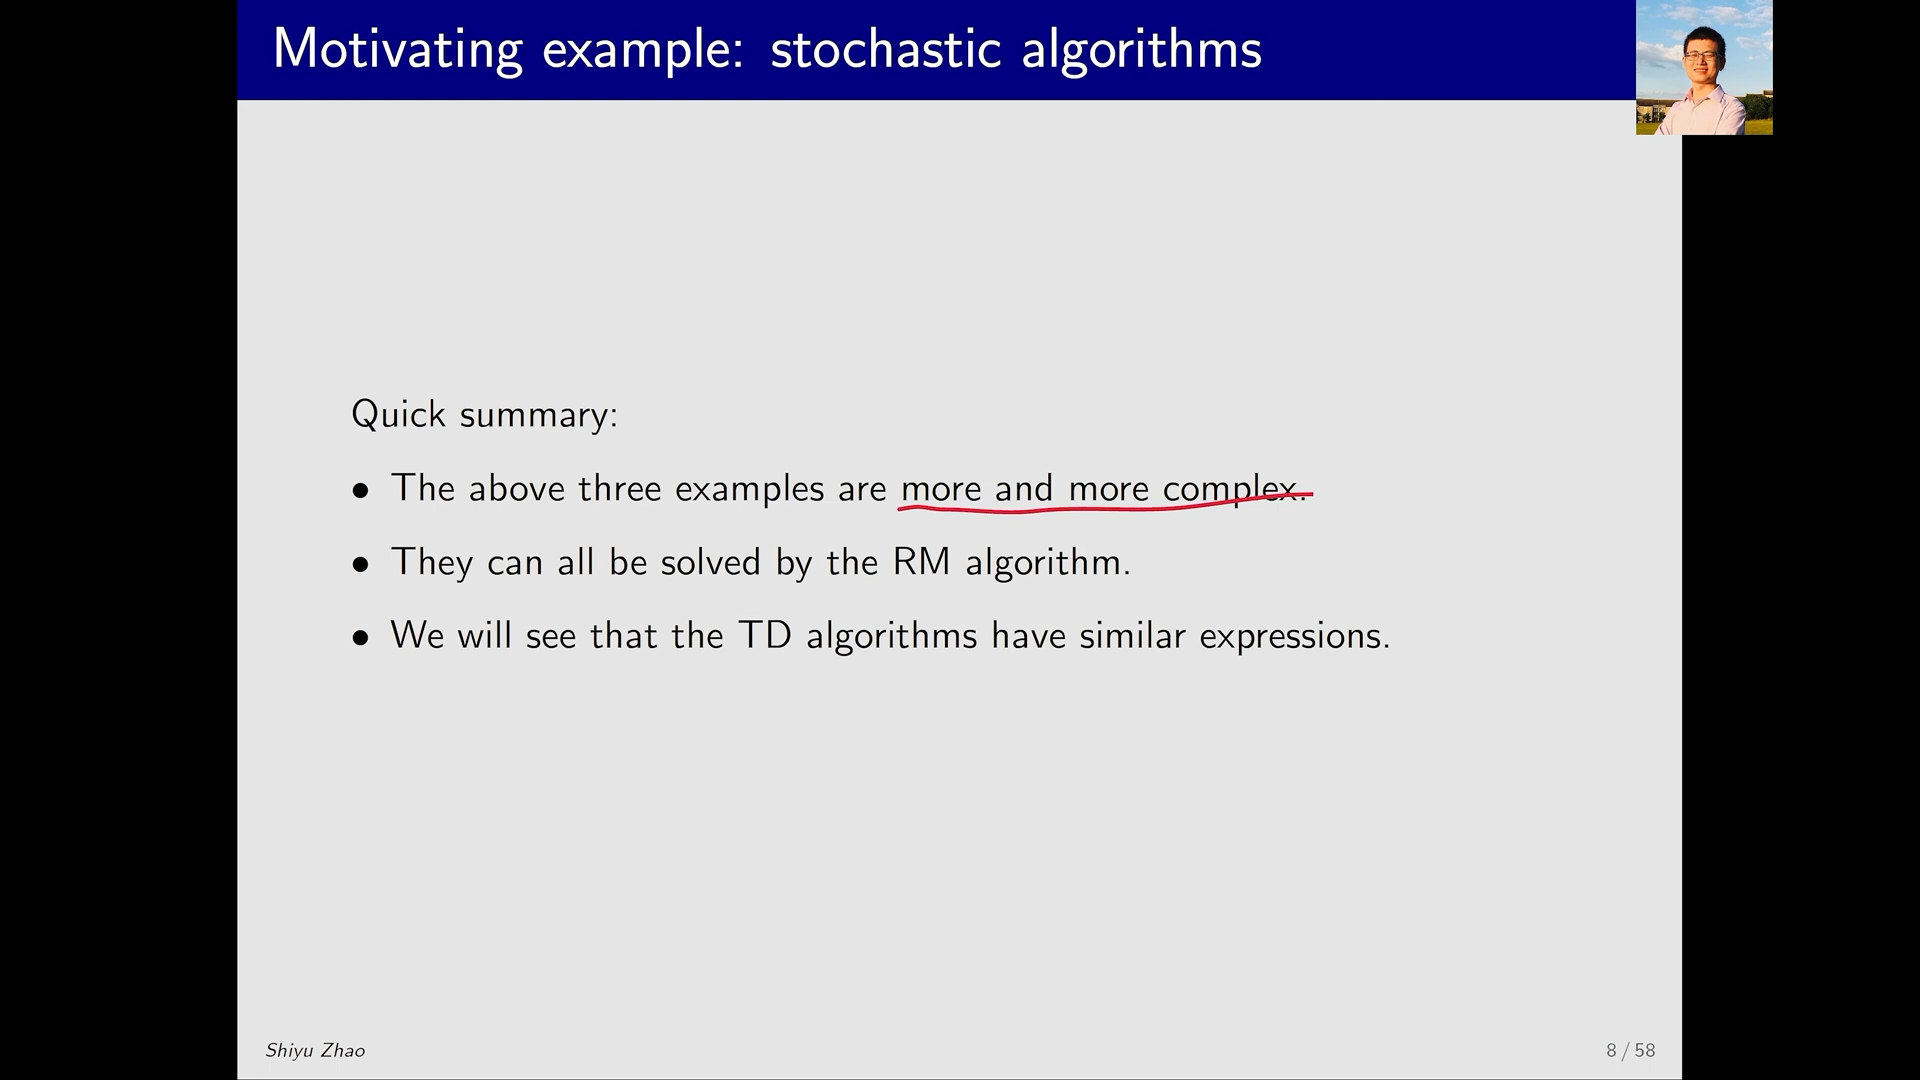 Motivating example: stochastic algorithms
Quick summary:
• The above three examples are more and more complex.
• They can all be solved by the RM algorithm.
• We will see that the TD algorithms have similar expressions.
Shiyu Zhao
8 / 58